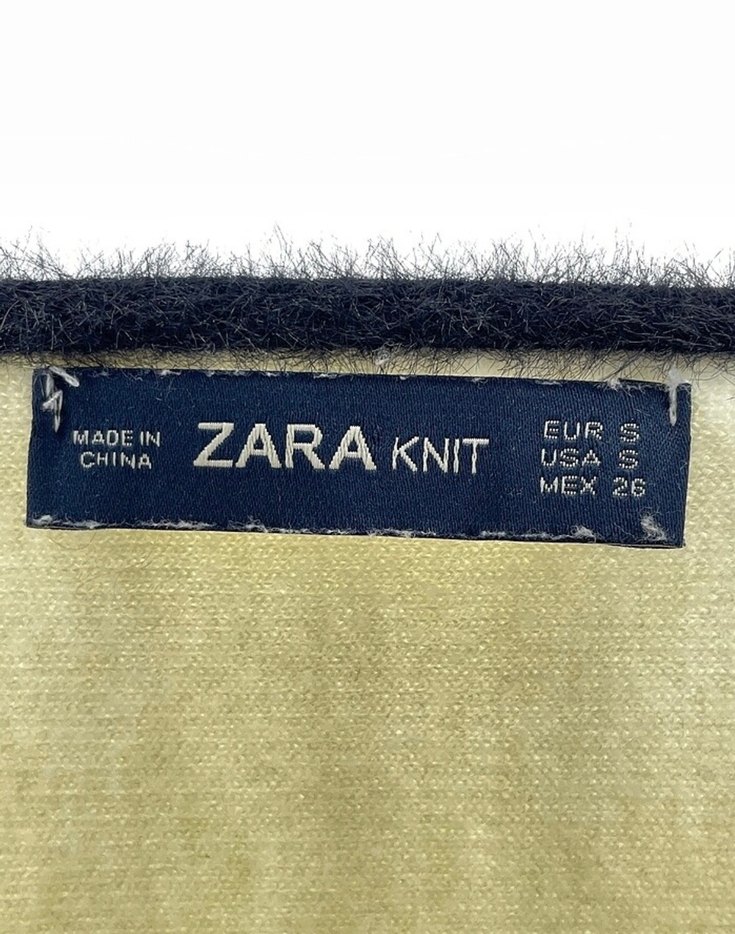 MADE IN
CHINA
ZARA KNIT
EUR S
USA S
MEX 26